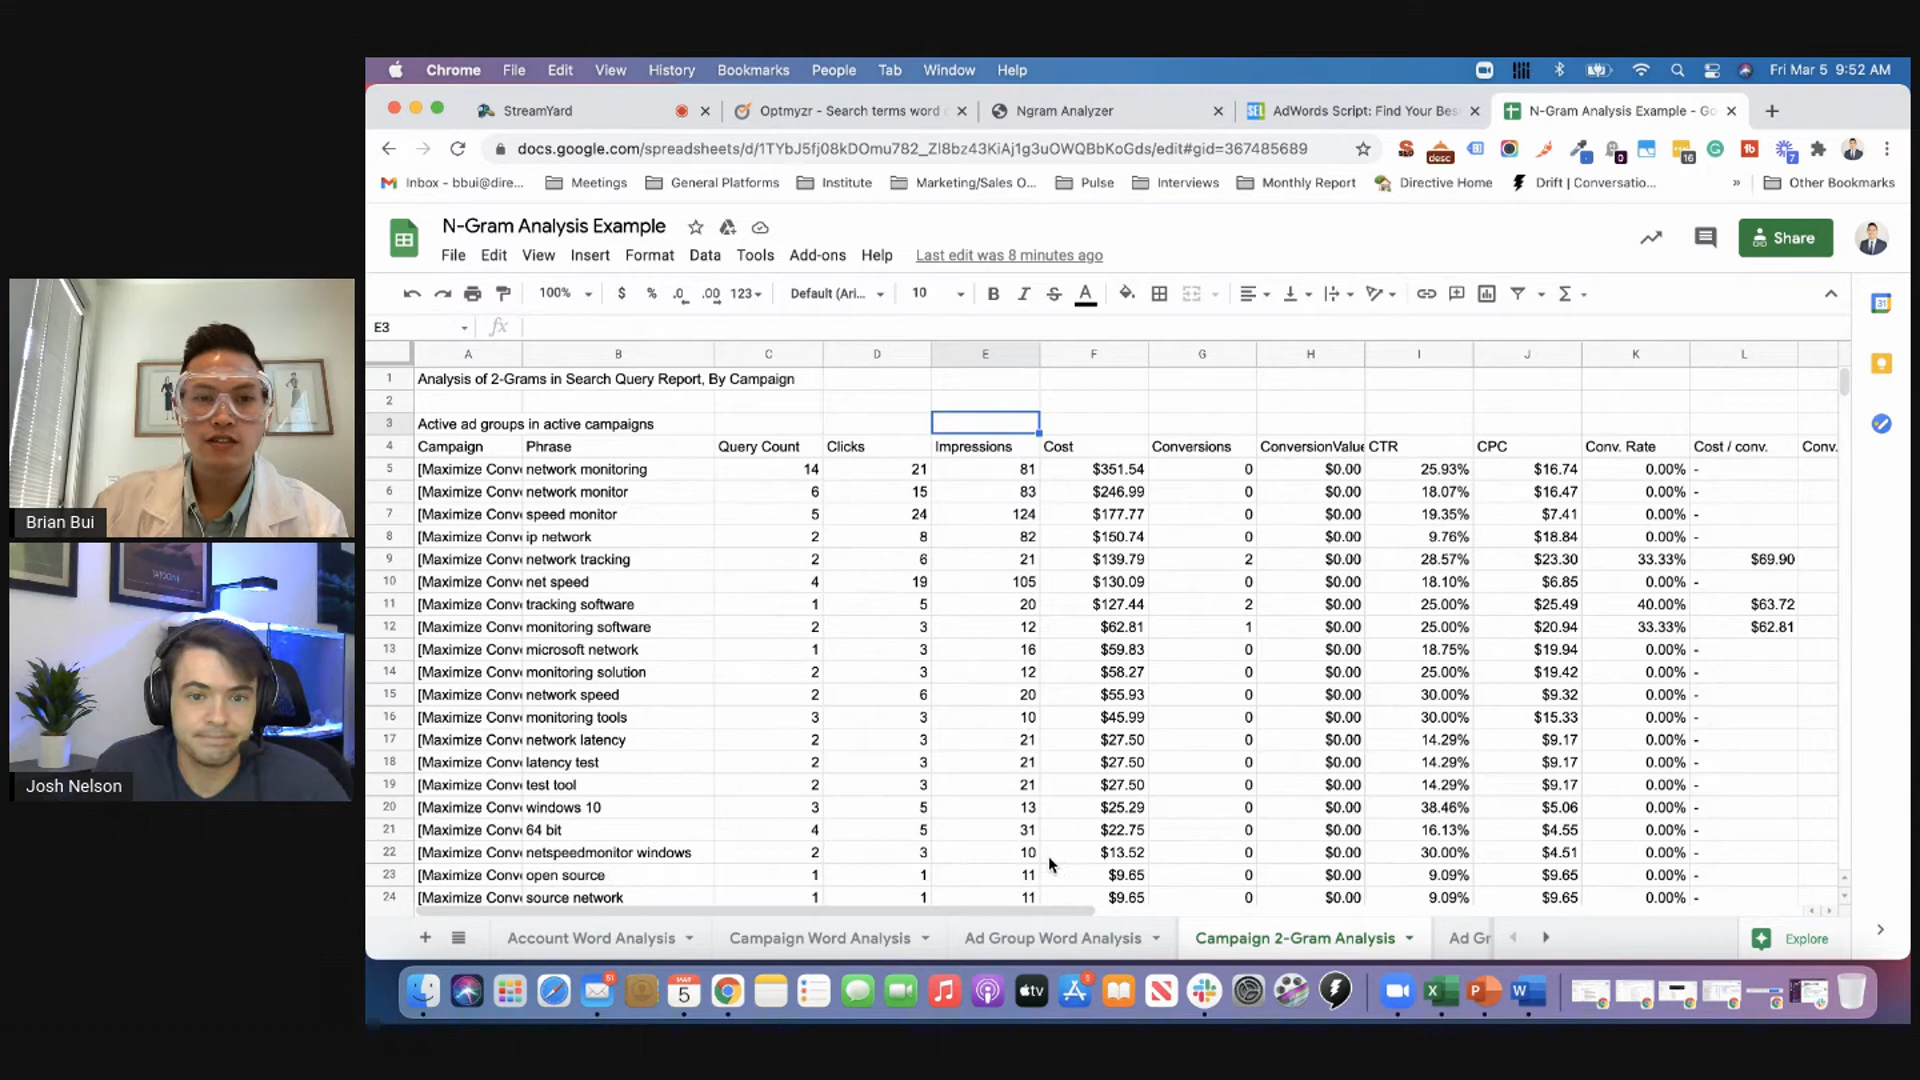 Chrome File Edit View History Bookmarks People Tab Window Help Fri Mar 5 9:52 AM
StreamYard Optmyzr - Search terms word Ngram Analyzer SEL AdWords Script: Find Your Bes N-Gram Analysis Example - Go
docs.google.com/spreadsheets/d/1TYbJ5fj08kDOmu782_ZI8bz43KiAj1g3uOWQBbKoGds/edit#gid=367485689 desc 0 16 7
Inbox - bbui@dire... Meetings General Platforms Institute Marketing/Sales O... Pulse Interviews Monthly Report Directive Home Drift | Conversatio... » Other Bookmarks
N-Gram Analysis Example
Share
File Edit View Insert Format Data Tools Add-ons Help Last edit was 8 minutes ago
100% $ % .0 .00 123 Default (Ari... 10 B I S A
E3 fx
A B C D E F G H I J K L
1 Analysis of 2-Grams in Search Query Report, By Campaign
2
3 Active ad groups in active campaigns
4 Campaign Phrase Query Count Clicks Impressions Cost Conversions ConversionValue CTR CPC Conv. Rate Cost / conv. Conv.
5 [Maximize Conv network monitoring 14 21 81 $351.54 0 $0.00 25.93% $16.74 0.00% -
6 [Maximize Conv network monitor 6 15 83 $246.99 0 $0.00 18.07% $16.47 0.00% -
7 [Maximize Conv speed monitor 5 24 124 $177.77 0 $0.00 19.35% $7.41 0.00% -
8 [Maximize Conv ip network 2 8 82 $150.74 0 $0.00 9.76% $18.84 0.00% -
9 [Maximize Conv network tracking 2 6 21 $139.79 2 $0.00 28.57% $23.30 33.33% $69.90
10 [Maximize Conv net speed 4 19 105 $130.09 0 $0.00 18.10% $6.85 0.00% -
11 [Maximize Conv tracking software 1 5 20 $127.44 2 $0.00 25.00% $25.49 40.00% $63.72
12 [Maximize Conv monitoring software 2 3 12 $62.81 1 $0.00 25.00% $20.94 33.33% $62.81
13 [Maximize Conv microsoft network 1 3 16 $59.83 0 $0.00 18.75% $19.94 0.00% -
14 [Maximize Conv monitoring solution 2 3 12 $58.27 0 $0.00 25.00% $19.42 0.00% -
15 [Maximize Conv network speed 2 6 20 $55.93 0 $0.00 30.00% $9.32 0.00% -
16 [Maximize Conv monitoring tools 3 3 10 $45.99 0 $0.00 30.00% $15.33 0.00% -
17 [Maximize Conv network latency 2 3 21 $27.50 0 $0.00 14.29% $9.17 0.00% -
18 [Maximize Conv latency test 2 3 21 $27.50 0 $0.00 14.29% $9.17 0.00% -
19 [Maximize Conv test tool 2 3 21 $27.50 0 $0.00 14.29% $9.17 0.00% -
20 [Maximize Conv windows 10 3 5 13 $25.29 0 $0.00 38.46% $5.06 0.00% -
21 [Maximize Conv 64 bit 4 5 31 $22.75 0 $0.00 16.13% $4.55 0.00% -
22 [Maximize Conv netspeedmonitor windows 2 3 10 $13.52 0 $0.00 30.00% $4.51 0.00% -
23 [Maximize Conv open source 1 1 11 $9.65 0 $0.00 9.09% $9.65 0.00% -
24 [Maximize Conv source network 1 1 11 $9.65 0 $0.00 9.09% $9.65 0.00% -
Account Word Analysis Campaign Word Analysis Ad Group Word Analysis Campaign 2-Gram Analysis Ad Gr Explore
51 5 tv X P W
Brian Bui
Josh Nelson